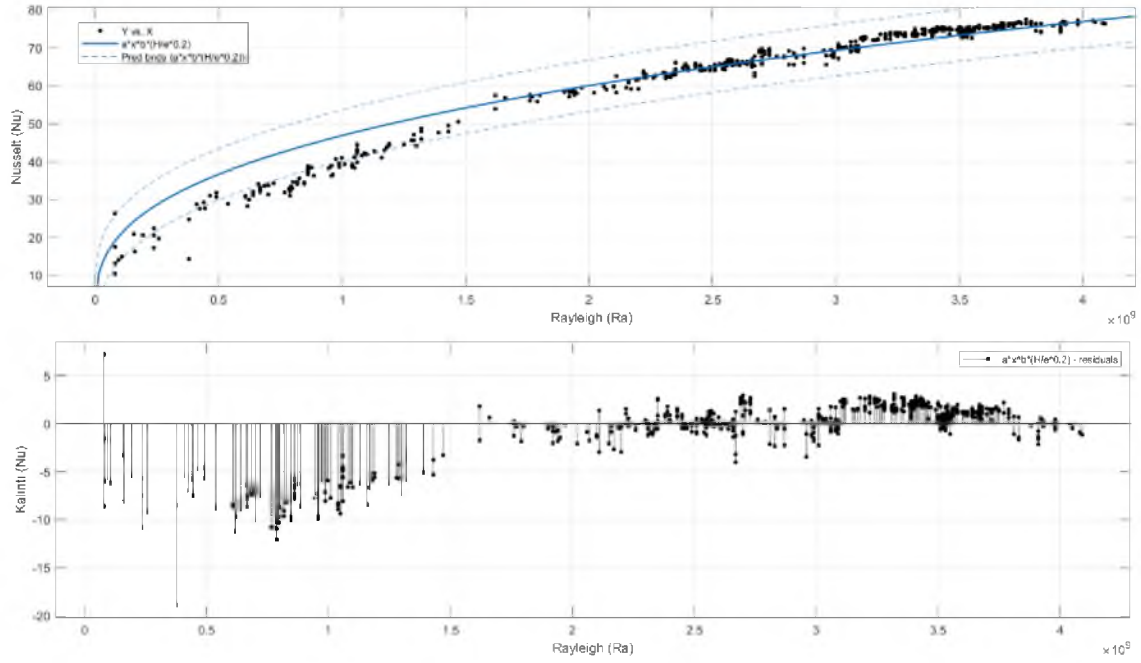 80
70
60
50
40
30
20
10
Nusselt (Nu)
Y vs. X
a*x^b*(H/e^0.2)
Pred bnds (a*x^b*(H/e^0.2))
0 0.5 1 1.5 2 2.5 3 3.5 4
Rayleigh (Ra)
×10^9
5
0
-5
-10
-15
-20
Kalıntı (Nu)
a*x^b*(H/e^0.2) - residuals
0 0.5 1 1.5 2 2.5 3 3.5 4
Rayleigh (Ra)
×10^9